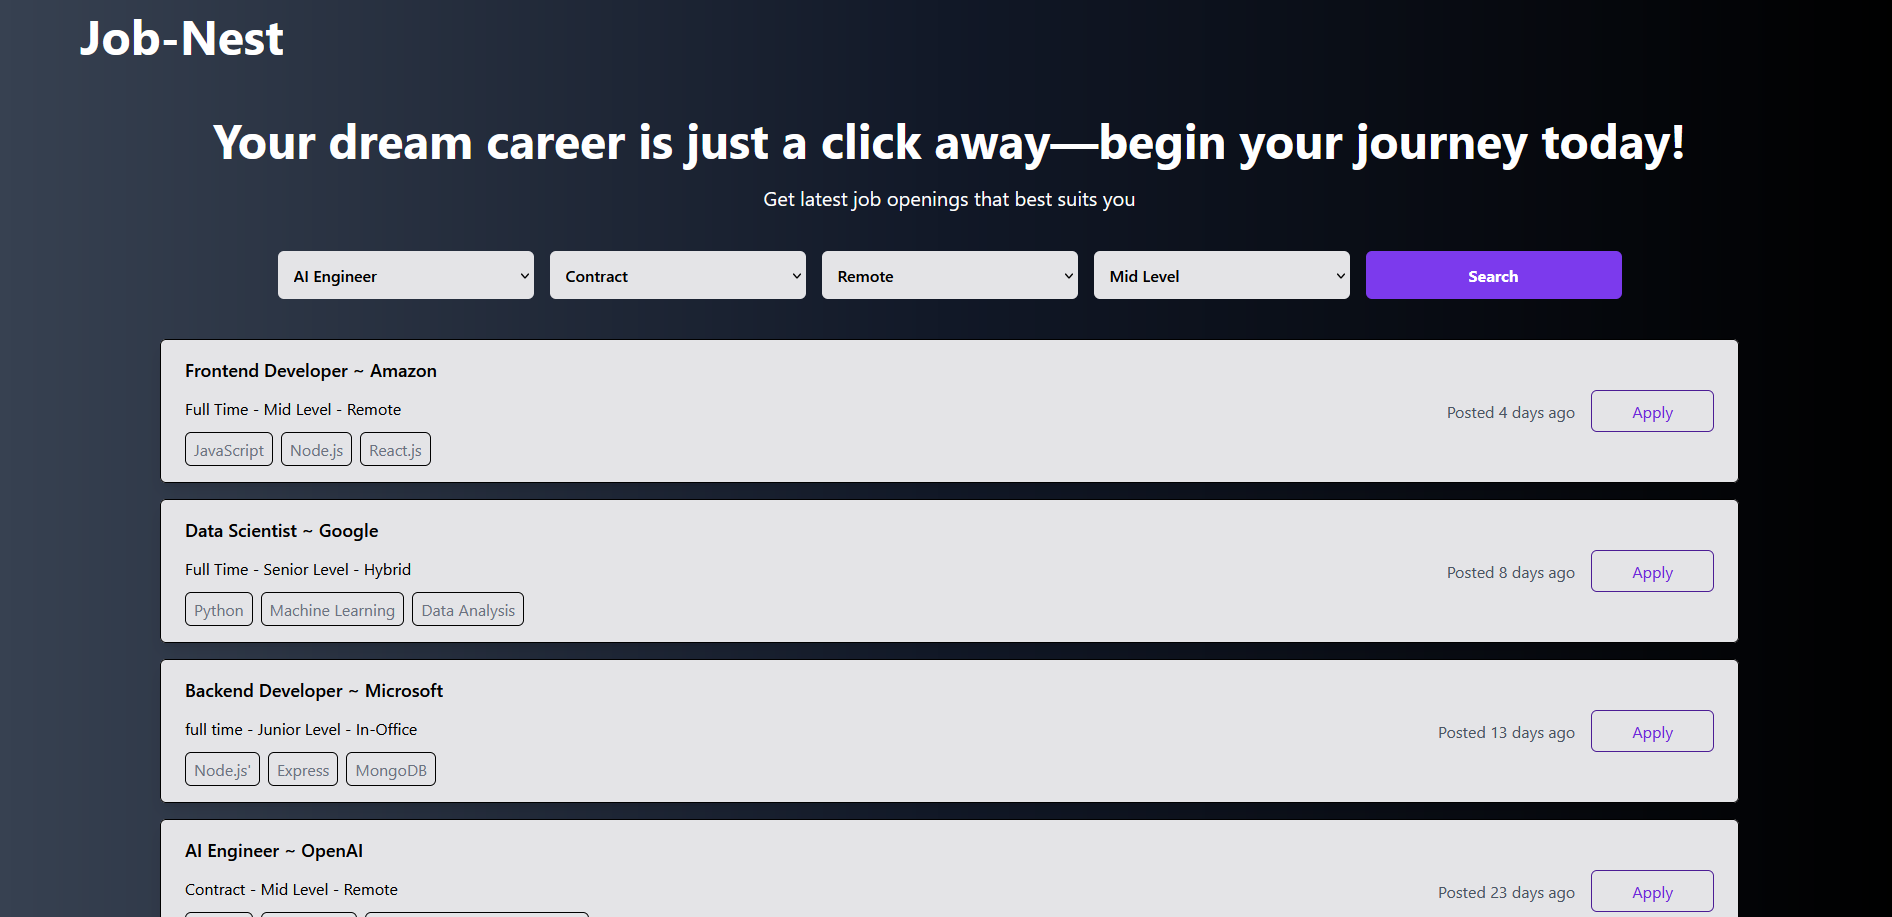 Job-Nest
Your dream career is just a click away—begin your journey today!
Get latest job openings that best suits you
AI Engineer Contract Remote Mid Level Search
Frontend Developer ~ Amazon
Full Time - Mid Level - Remote
Posted 4 days ago Apply
JavaScript Node.js React.js
Data Scientist ~ Google
Full Time - Senior Level - Hybrid
Posted 8 days ago Apply
Python Machine Learning Data Analysis
Backend Developer ~ Microsoft
full time - Junior Level - In-Office
Posted 13 days ago Apply
Node.js' Express MongoDB
AI Engineer ~ OpenAI
Contract - Mid Level - Remote
Posted 23 days ago Apply